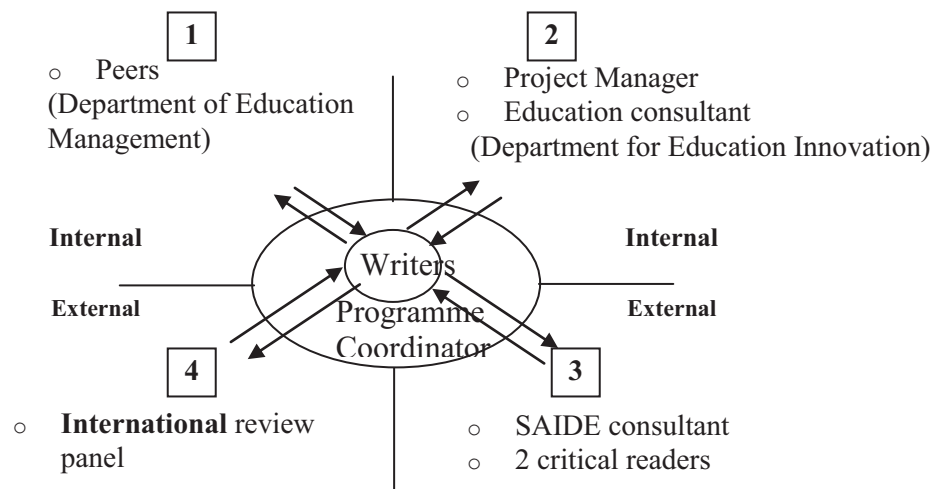 1
○ Peers
(Department of Education
Management)
2
○ Project Manager
○ Education consultant
(Department for Education Innovation)
Internal
Internal
Writers
External
External
Programme
Coordinator
4
○ International review
panel
3
○ SAIDE consultant
○ 2 critical readers